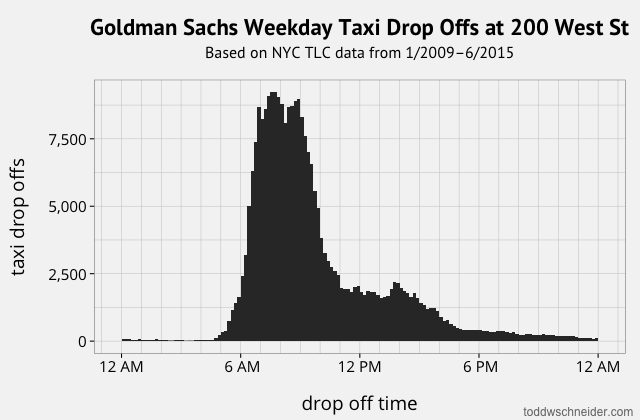 Goldman Sachs Weekday Taxi Drop Offs at 200 West St
Based on NYC TLC data from 1/2009–6/2015
taxi drop offs
7,500
5,000
2,500
0
12 AM 6 AM 12 PM 6 PM 12 AM
drop off time
toddwschneider.com